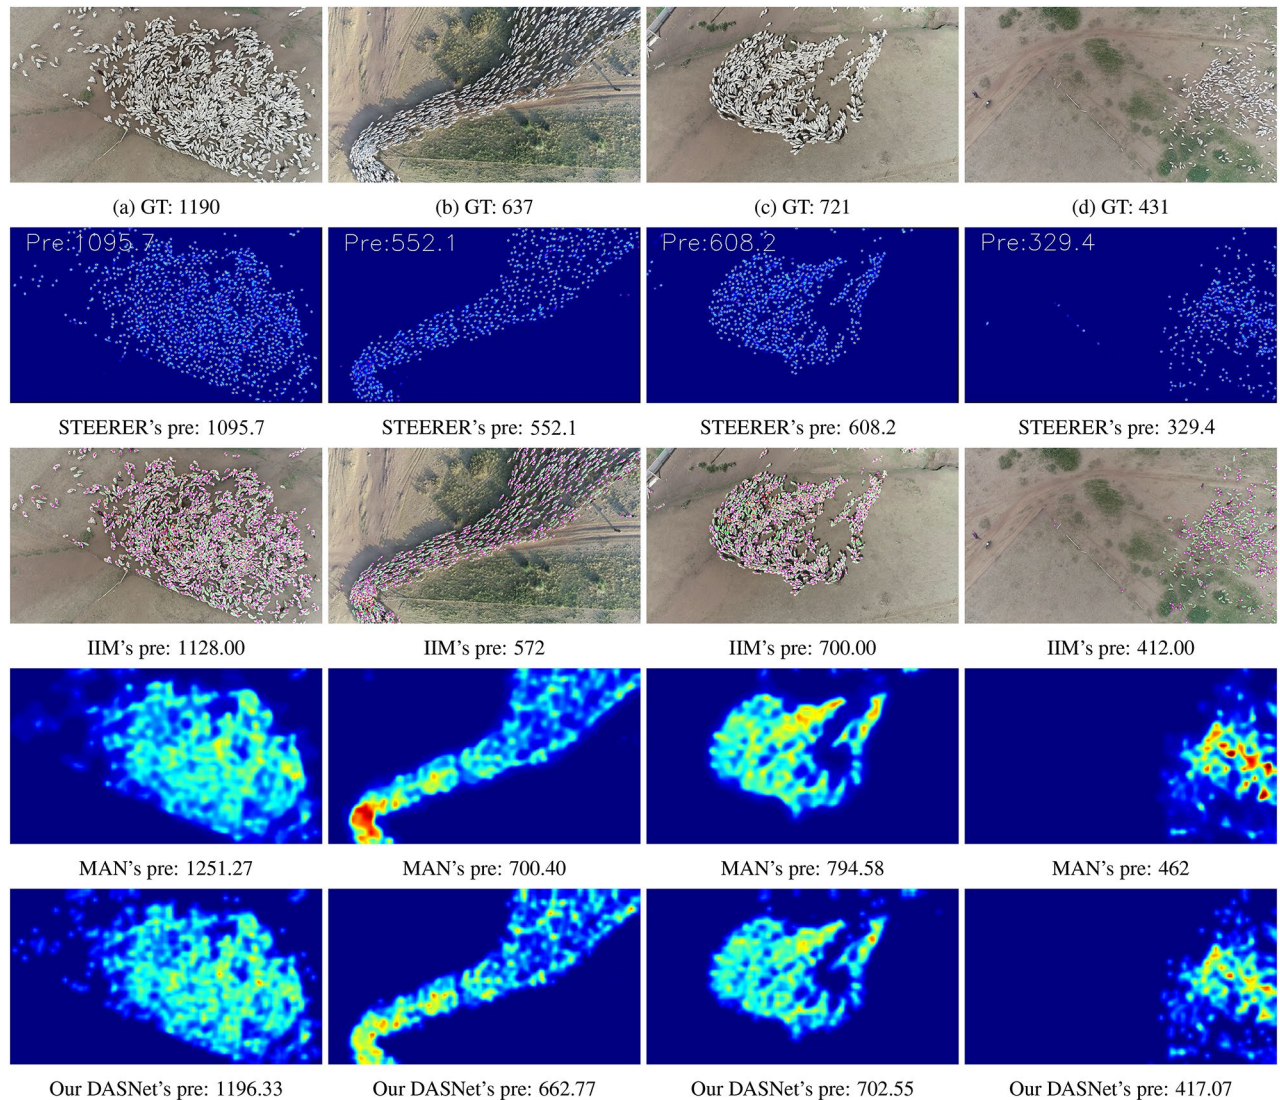 (a) GT: 1190
(b) GT: 637
(c) GT: 721
(d) GT: 431
Pre:1095.7
Pre:552.1
Pre:608.2
Pre:329.4
STEERER's pre: 1095.7
STEERER's pre: 552.1
STEERER's pre: 608.2
STEERER's pre: 329.4
IIM's pre: 1128.00
IIM's pre: 572
IIM's pre: 700.00
IIM's pre: 412.00
MAN's pre: 1251.27
MAN's pre: 700.40
MAN's pre: 794.58
MAN's pre: 462
Our DASNet's pre: 1196.33
Our DASNet's pre: 662.77
Our DASNet's pre: 702.55
Our DASNet's pre: 417.07